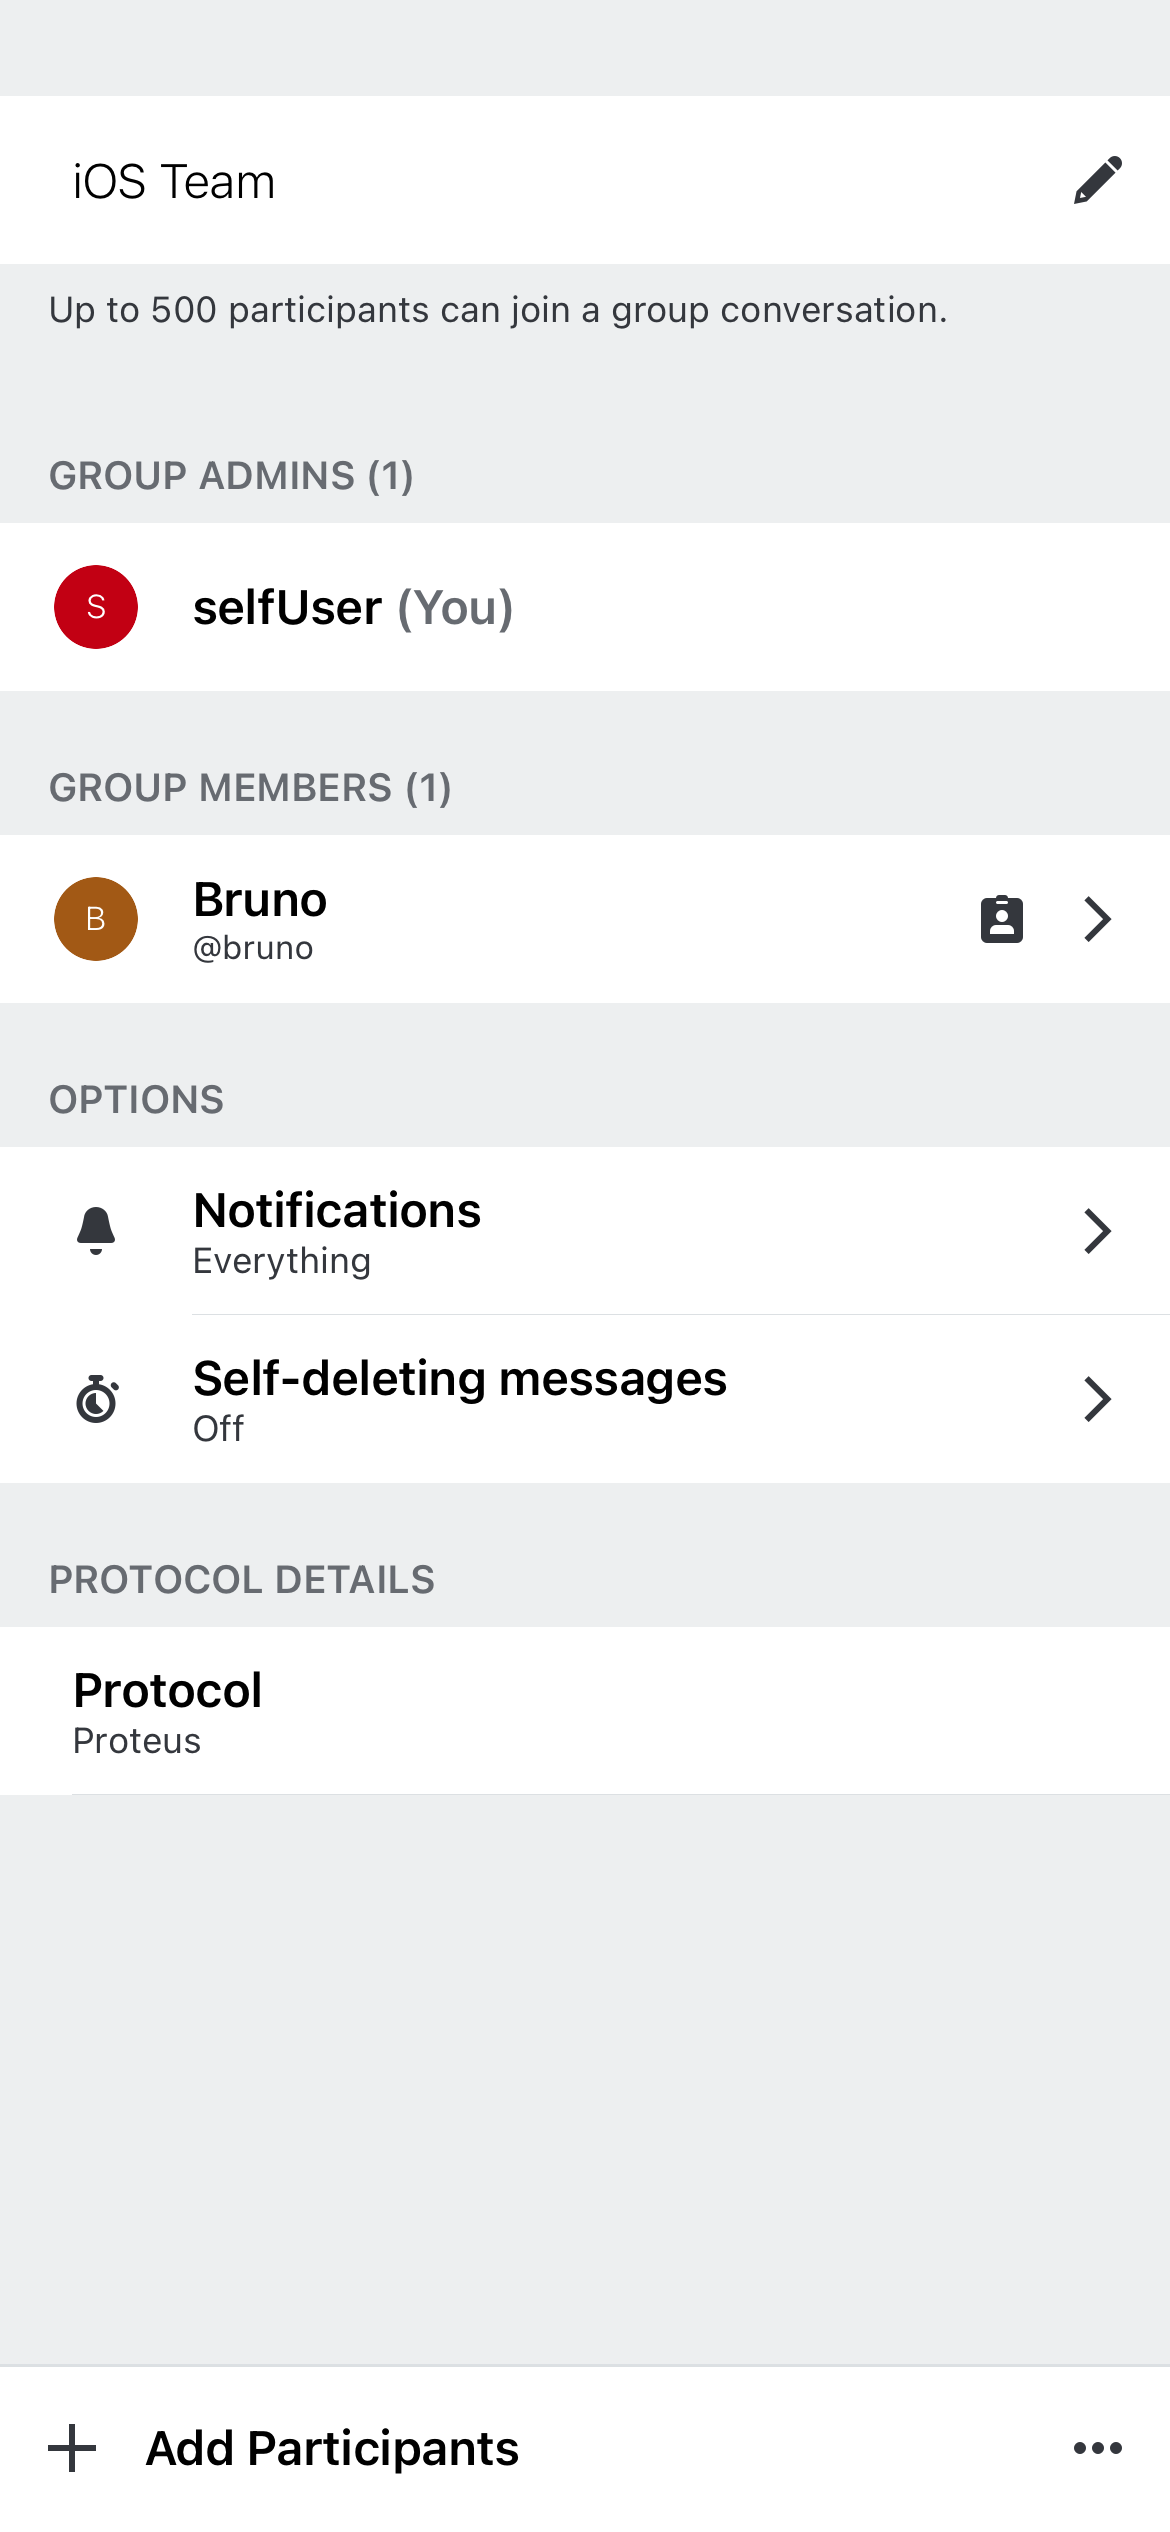 iOS Team
Up to 500 participants can join a group conversation.
GROUP ADMINS (1)
S
selfUser (You)
GROUP MEMBERS (1)
B
Bruno
@bruno
OPTIONS
Notifications
Everything
Self-deleting messages
Off
PROTOCOL DETAILS
Protocol
Proteus
Add Participants